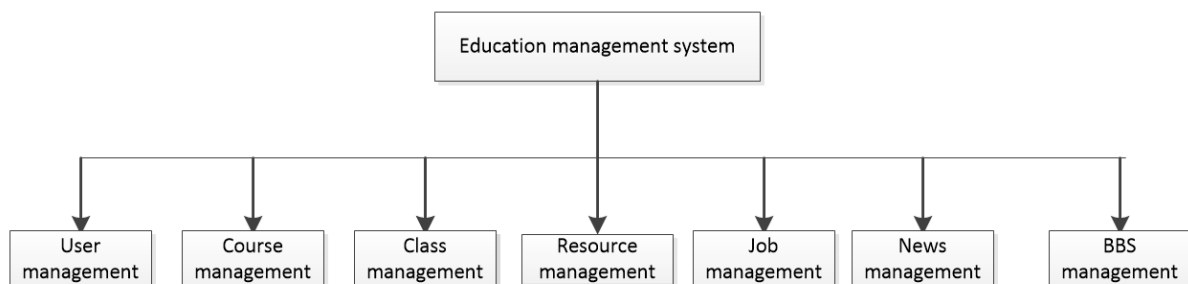 Education management system
User
management
Course
management
Class
management
Resource
management
Job
management
News
management
BBS
management